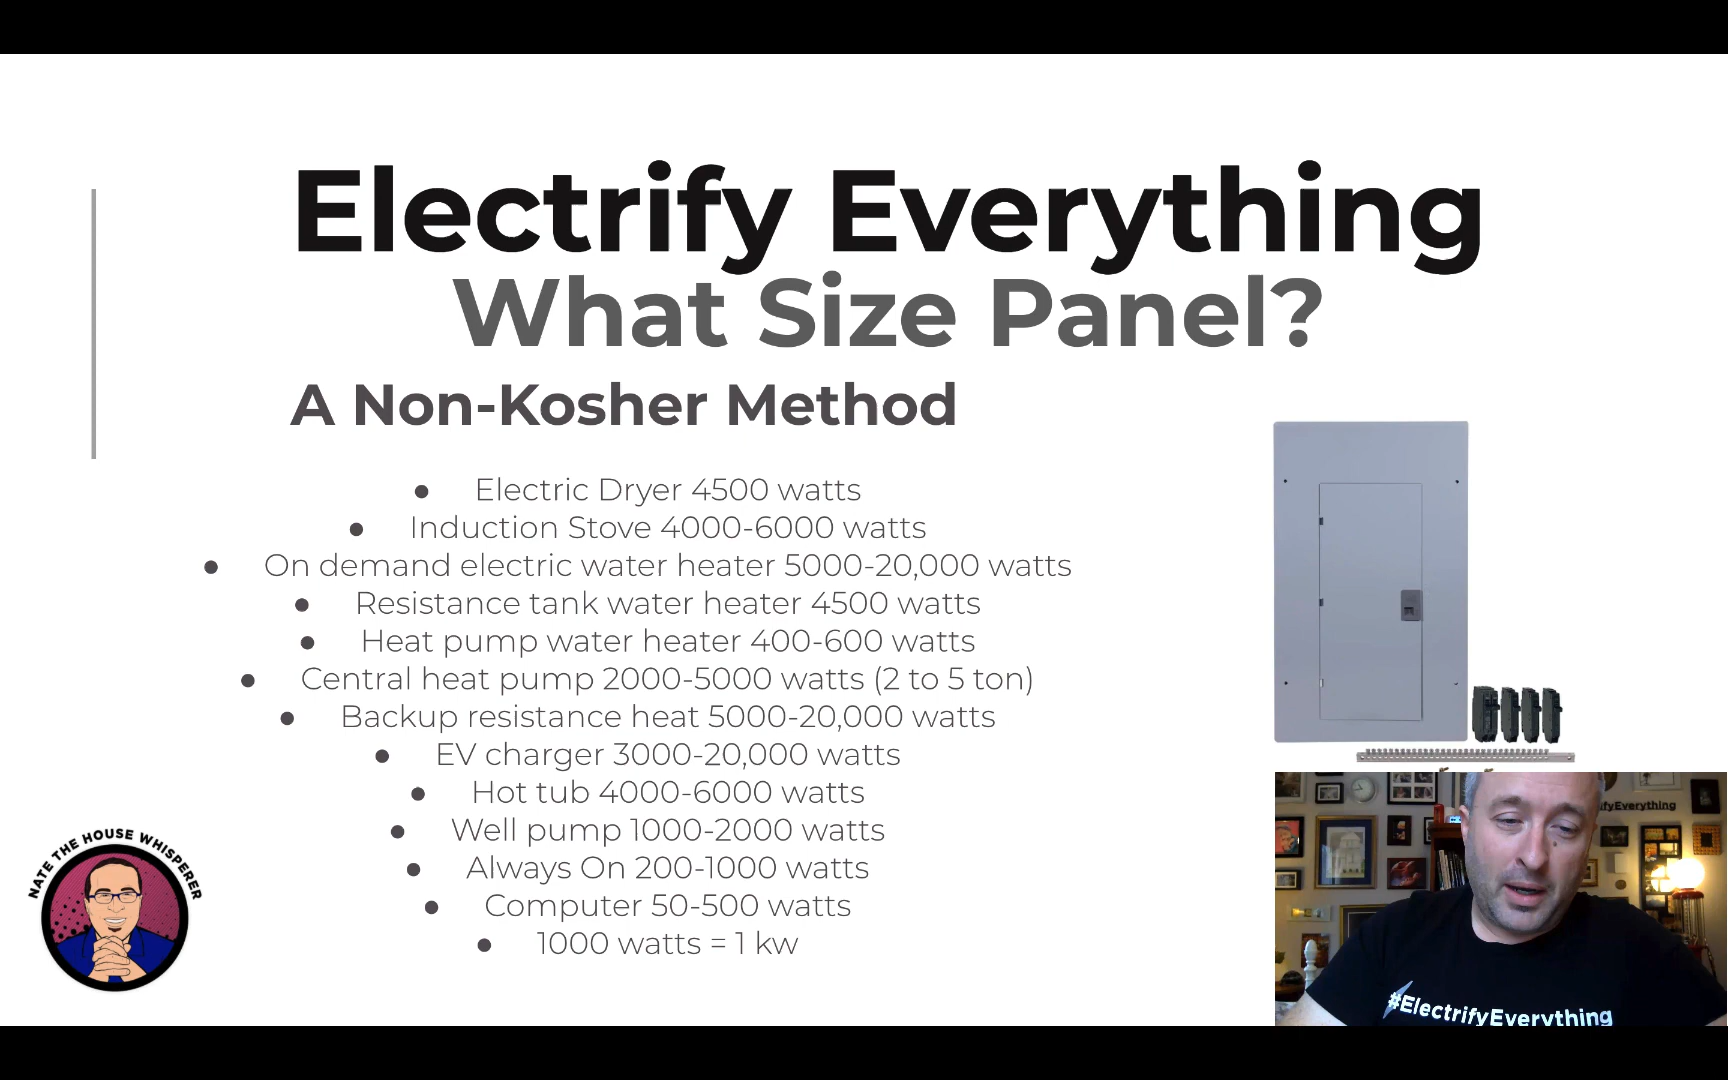 Electrify Everything
What Size Panel?
A Non-Kosher Method
● Electric Dryer 4500 watts
● Induction Stove 4000-6000 watts
● On demand electric water heater 5000-20,000 watts
● Resistance tank water heater 4500 watts
● Heat pump water heater 400-600 watts
● Central heat pump 2000-5000 watts (2 to 5 ton)
● Backup resistance heat 5000-20,000 watts
● EV charger 3000-20,000 watts
● Hot tub 4000-6000 watts
● Well pump 1000-2000 watts
● Always On 200-1000 watts
● Computer 50-500 watts
● 1000 watts = 1 kw
NATE THE HOUSE WHISPERER
ifyEverything
#ElectrifyEverything